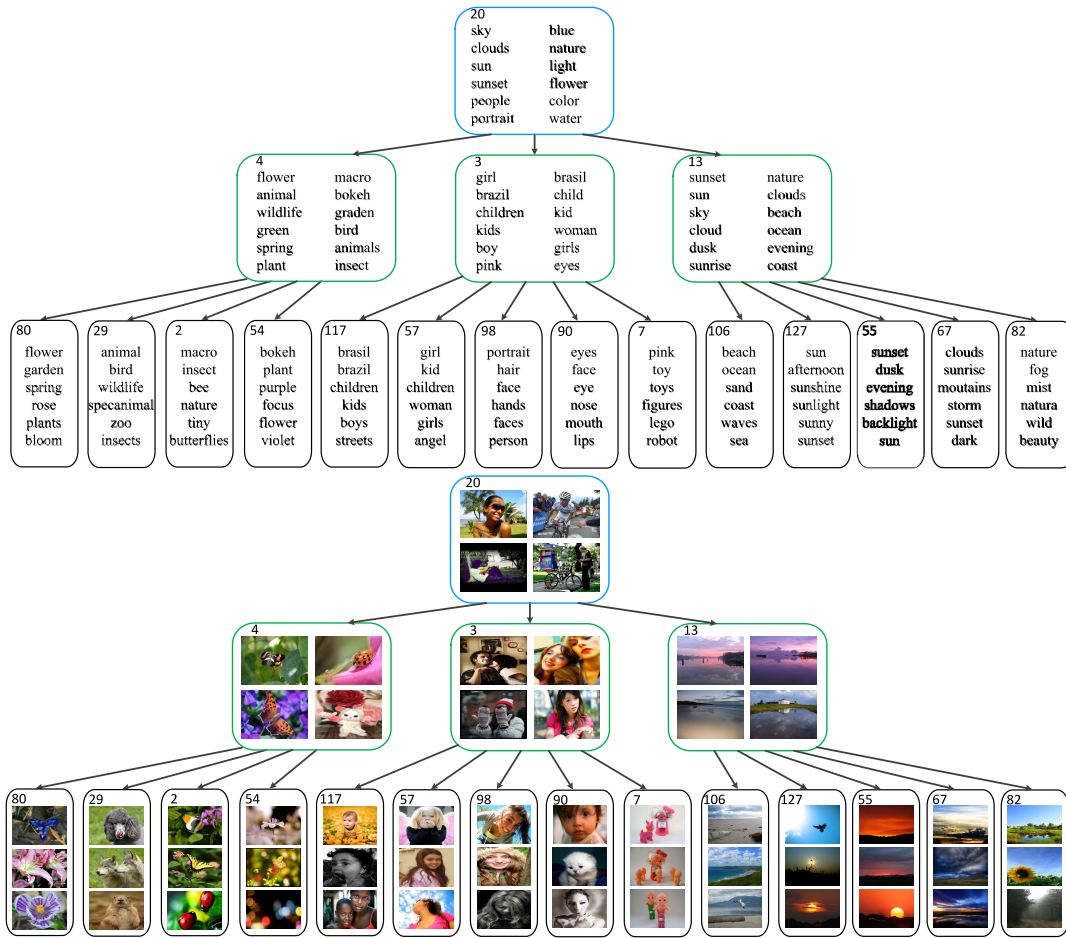 20
sky blue
clouds nature
sun light
sunset flower
people color
portrait water
4
flower macro
animal bokeh
wildlife graden
green bird
spring animals
plant insect
3
girl brasil
brazil child
children kid
kids woman
boy girls
pink eyes
13
sunset nature
sun clouds
sky beach
cloud ocean
dusk evening
sunrise coast
80
flower
garden
spring
rose
plants
bloom
29
animal
bird
wildlife
specanimal
zoo
insects
2
macro
insect
bee
nature
tiny
butterflies
54
bokeh
plant
purple
focus
flower
violet
117
brasil
brazil
children
kids
boys
streets
57
girl
kid
children
woman
girls
angel
98
portrait
hair
face
hands
faces
person
90
eyes
face
eye
nose
mouth
lips
7
pink
toy
toys
figures
lego
robot
106
beach
ocean
sand
coast
waves
sea
127
sun
afternoon
sunshine
sunlight
sunny
sunset
55
sunset
dusk
evening
shadows
backlight
sun
67
clouds
sunrise
moutains
storm
sunset
dark
82
nature
fog
mist
natura
wild
beauty
20
4
3
13
80
29
2
54
117
57
98
90
7
106
127
55
67
82